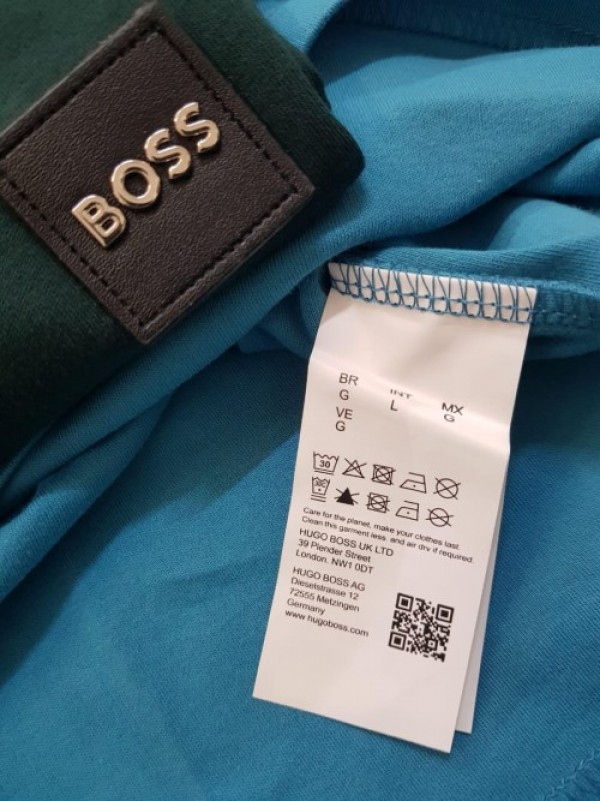 BOSS
BR INT MX
G L G
VE
G
30
Care for the planet, make your clothes last.
Clean this garment less and air dry if required.
HUGO BOSS UK LTD
39 Plender Street
London. NW1 0DT
HUGO BOSS AG
Dieselstrasse 12
72555 Metzingen
Germany
www.hugoboss.com